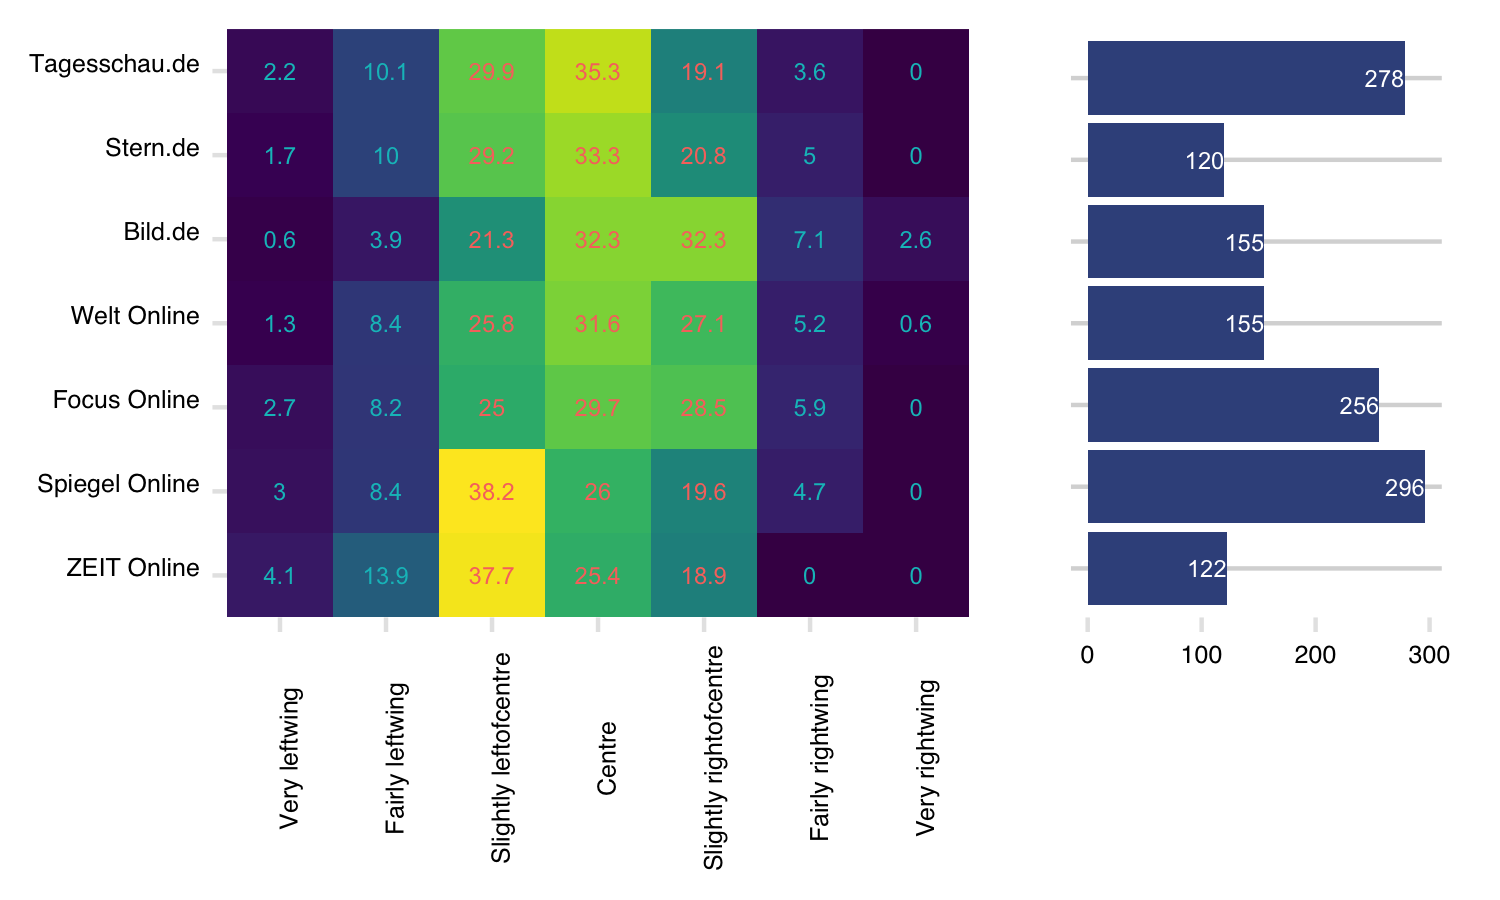 Tagesschau.de 2.2 10.1 29.9 35.3 19.1 3.6 0 278
Stern.de 1.7 10 29.2 33.3 20.8 5 0 120
Bild.de 0.6 3.9 21.3 32.3 32.3 7.1 2.6 155
Welt Online 1.3 8.4 25.8 31.6 27.1 5.2 0.6 155
Focus Online 2.7 8.2 25 29.7 28.5 5.9 0 256
Spiegel Online 3 8.4 38.2 26 19.6 4.7 0 296
ZEIT Online 4.1 13.9 37.7 25.4 18.9 0 0 122
0 100 200 300
Very leftwing
Fairly leftwing
Slightly leftofcentre
Centre
Slightly rightofcentre
Fairly rightwing
Very rightwing